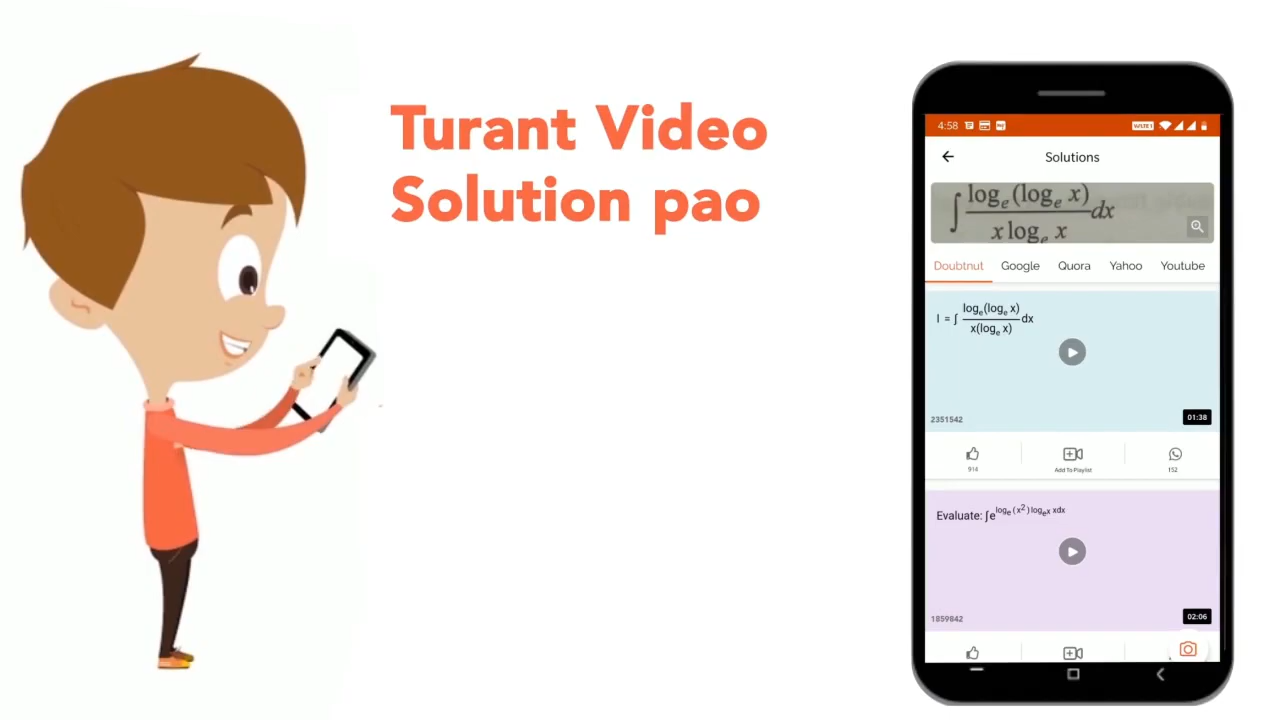 Turant Video
Solution pao
4:58
VoLTE1
Solutions
∫ logₑ(logₑ x) / x logₑ x dx
Doubtnut Google Quora Yahoo Youtube
I = ∫ logₑ(logₑ x) / x(logₑ x) dx
2351542 01:38
914 Add To Playlist 152
Evaluate: ∫e^logₑ(x²)logₑx xdx
1859842 02:06